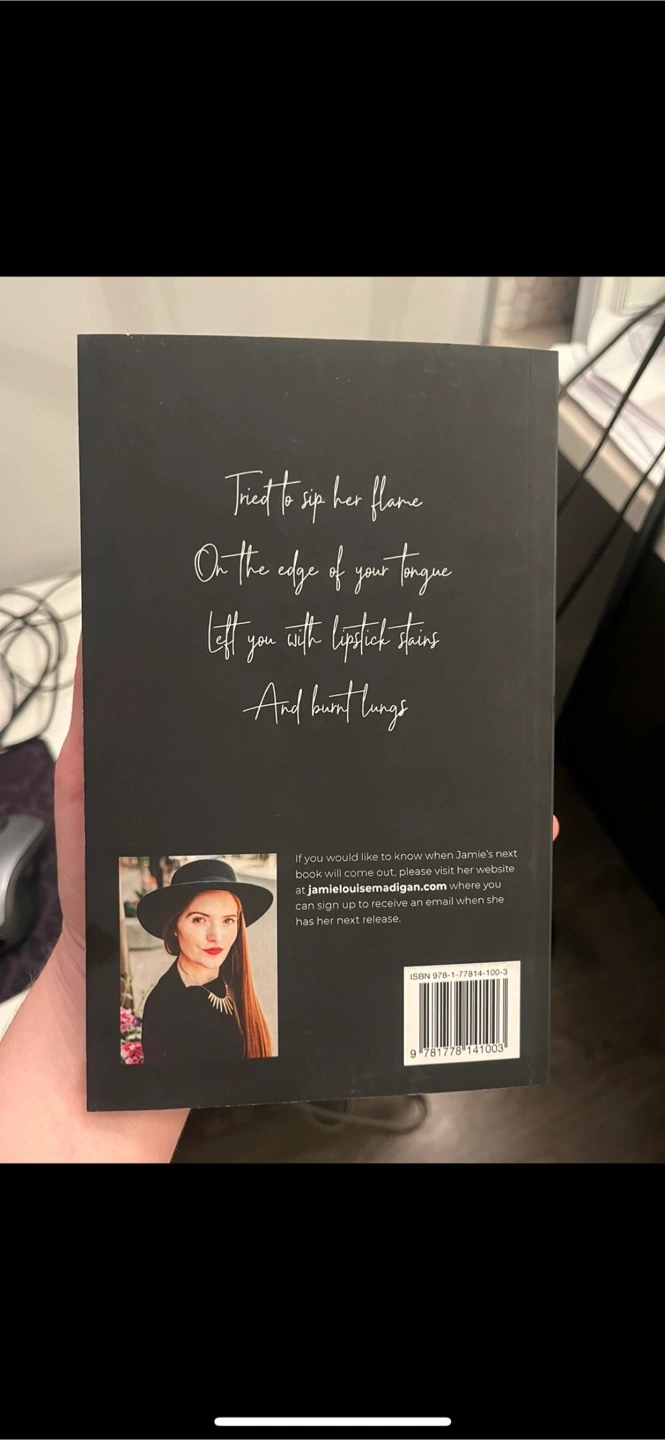 Tried to sip her flame
On the edge of your tongue
Left you with lipstick stains
And burnt lungs
If you would like to know when Jamie's next
book will come out, please visit her website
at jamielouisemadigan.com where you
can sign up to receive an email when she
has her next release.
ISBN 978-1-77814-100-3
9 781778 141003